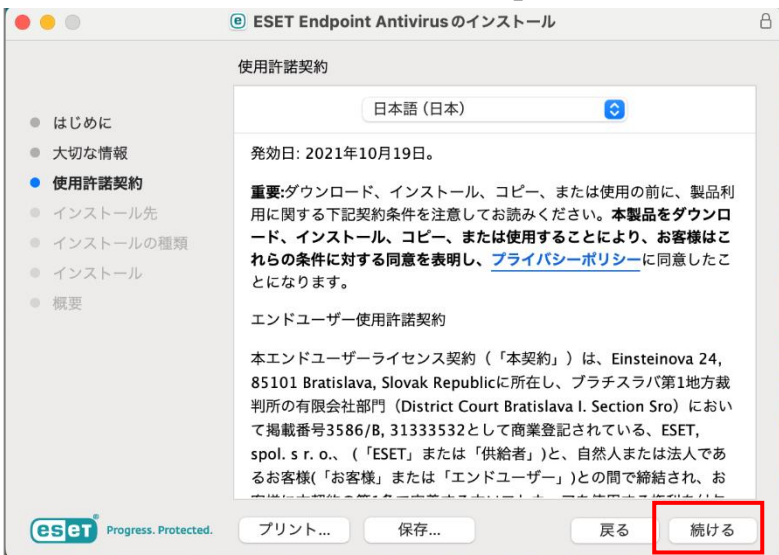 ESET Endpoint Antivirus のインストール
使用許諾契約
はじめに
大切な情報
使用許諾契約
インストール先
インストールの種類
インストール
概要
日本語 (日本)
発効日: 2021年10月19日。
重要:ダウンロード、インストール、コピー、または使用の前に、製品利
用に関する下記契約条件を注意してお読みください。本製品をダウンロ
ード、インストール、コピー、または使用することにより、お客様はこ
れらの条件に対する同意を表明し、プライバシーポリシーに同意したこ
とになります。
エンドユーザー使用許諾契約
本エンドユーザーライセンス契約（「本契約」）は、Einsteinova 24,
85101 Bratislava, Slovak Republicに所在し、ブラチスラバ第1地方裁
判所の有限会社部門（District Court Bratislava I. Section Sro）におい
て掲載番号3586/B, 31333532として商業登記されている、ESET,
spol. s r. o.、 (「ESET」または「供給者」)と、自然人または法人であ
るお客様(「お客様」または「エンドユーザー」)との間で締結され、お
eset Progress. Protected.
プリント...
保存...
戻る
続ける